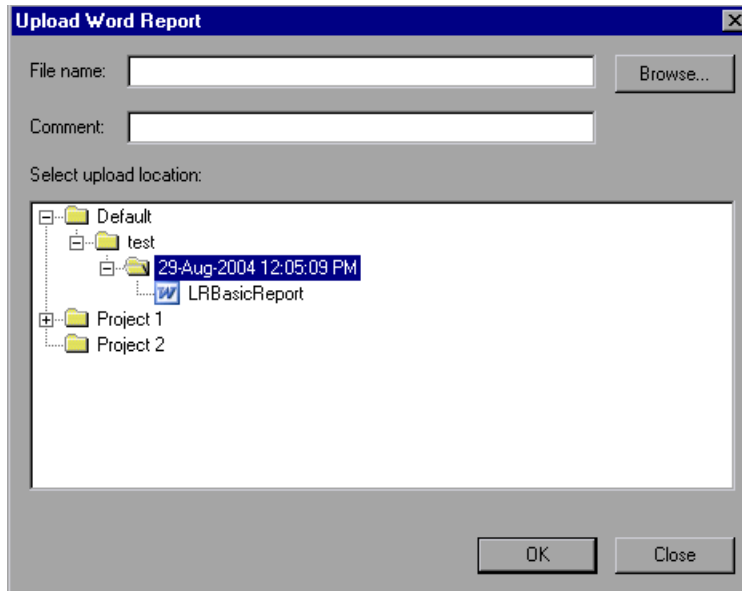 Upload Word Report
File name:
Browse...
Comment:
Select upload location:
Default
test
29-Aug-2004 12:05:09 PM
LRBasicReport
Project 1
Project 2
OK
Close